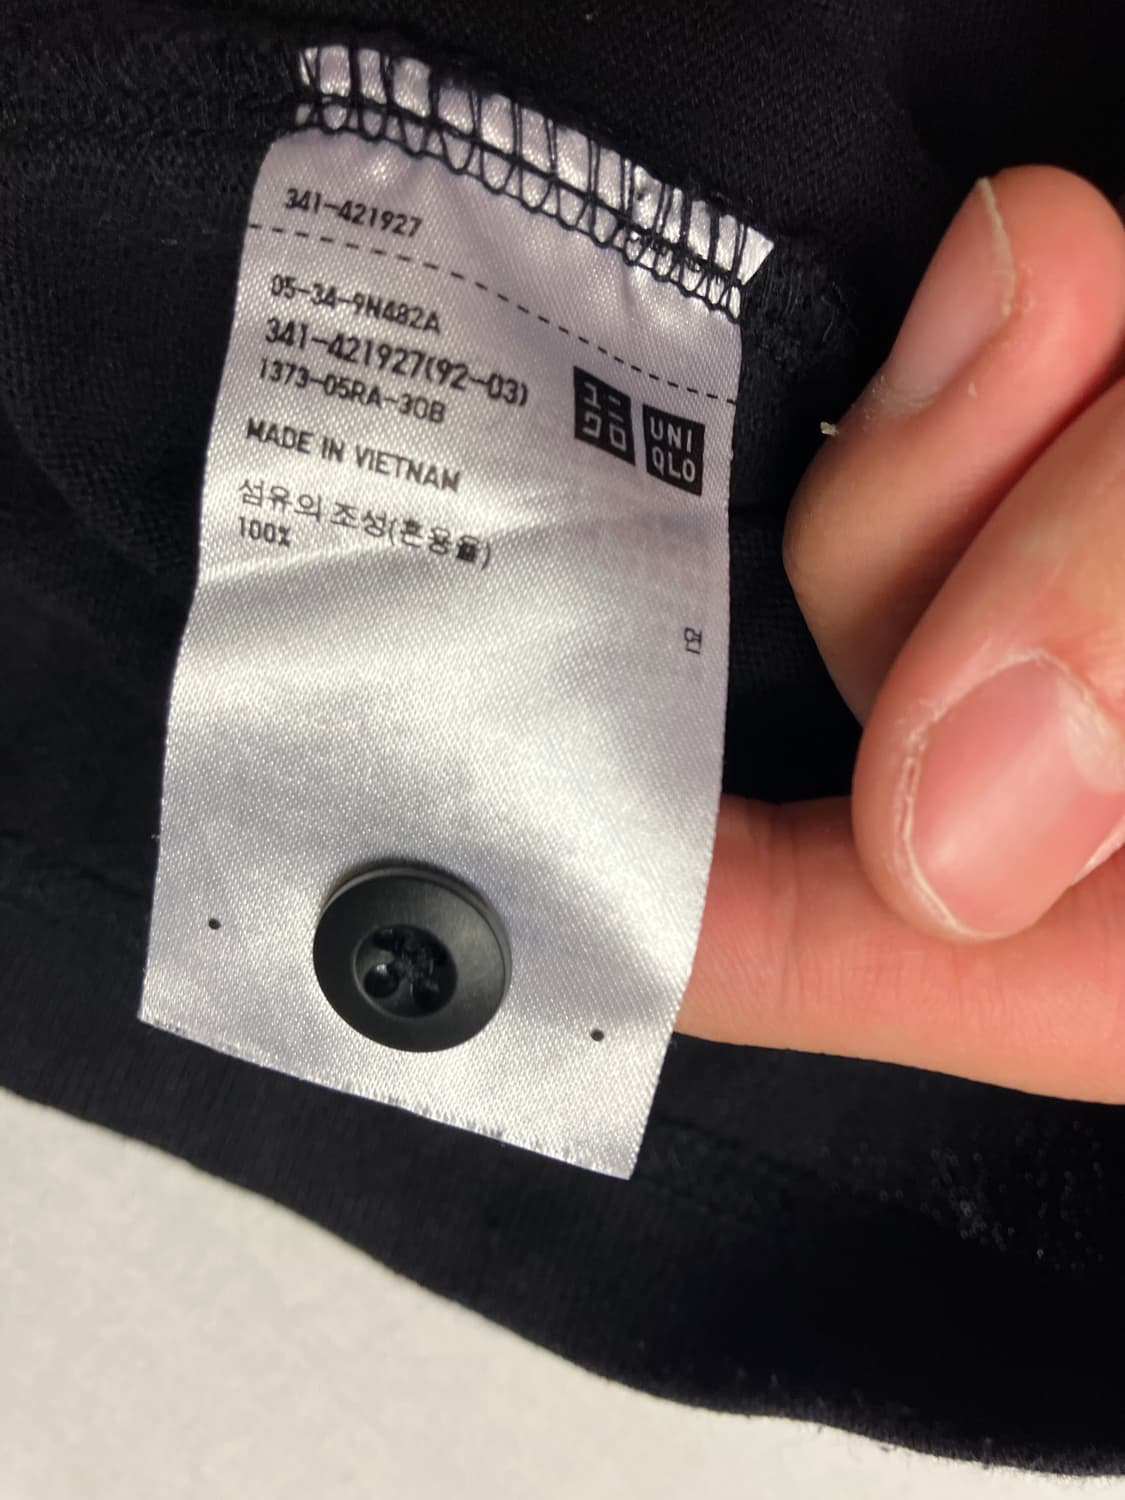 341-421927
05-34-9N482A
341-421927(92-03)
1373-05RA-30B
ユニ
クロ
UNI
QLO
MADE IN VIETNAM
섬유의 조성(혼용율)
100%
면